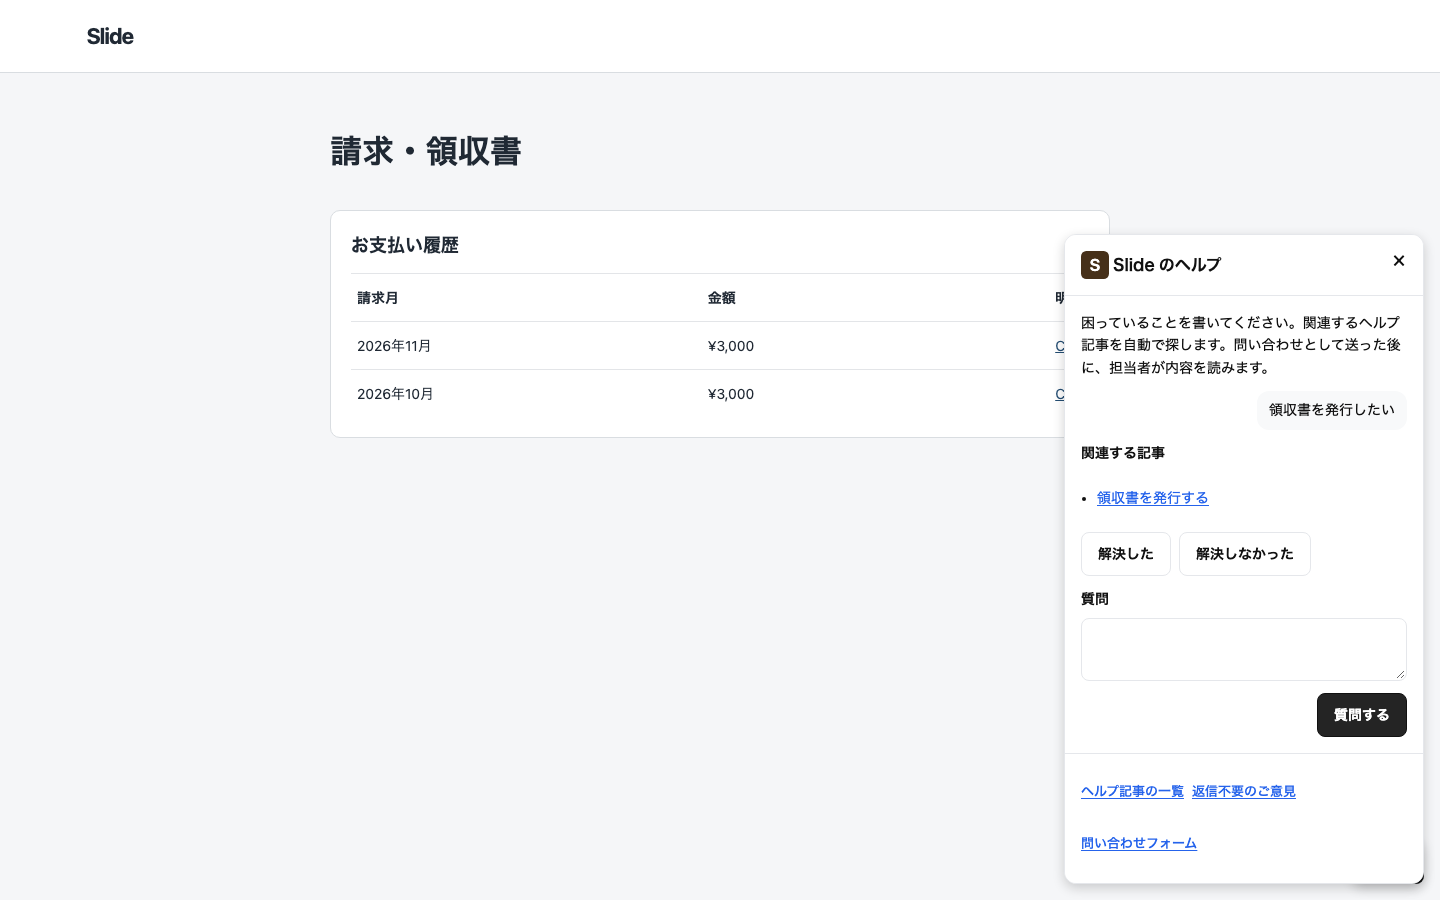 Slide
請求・領収書
お支払い履歴
請求月 金額
2026年11月 ¥3,000
2026年10月 ¥3,000
S Slide のヘルプ ×
困っていることを書いてください。関連するヘルプ
記事を自動で探します。問い合わせとして送った後
に、担当者が内容を読みます。
領収書を発行したい
関連する記事
• 領収書を発行する
解決した 解決しなかった
質問
質問する
ヘルプ記事の一覧 返信不要のご意見
問い合わせフォーム